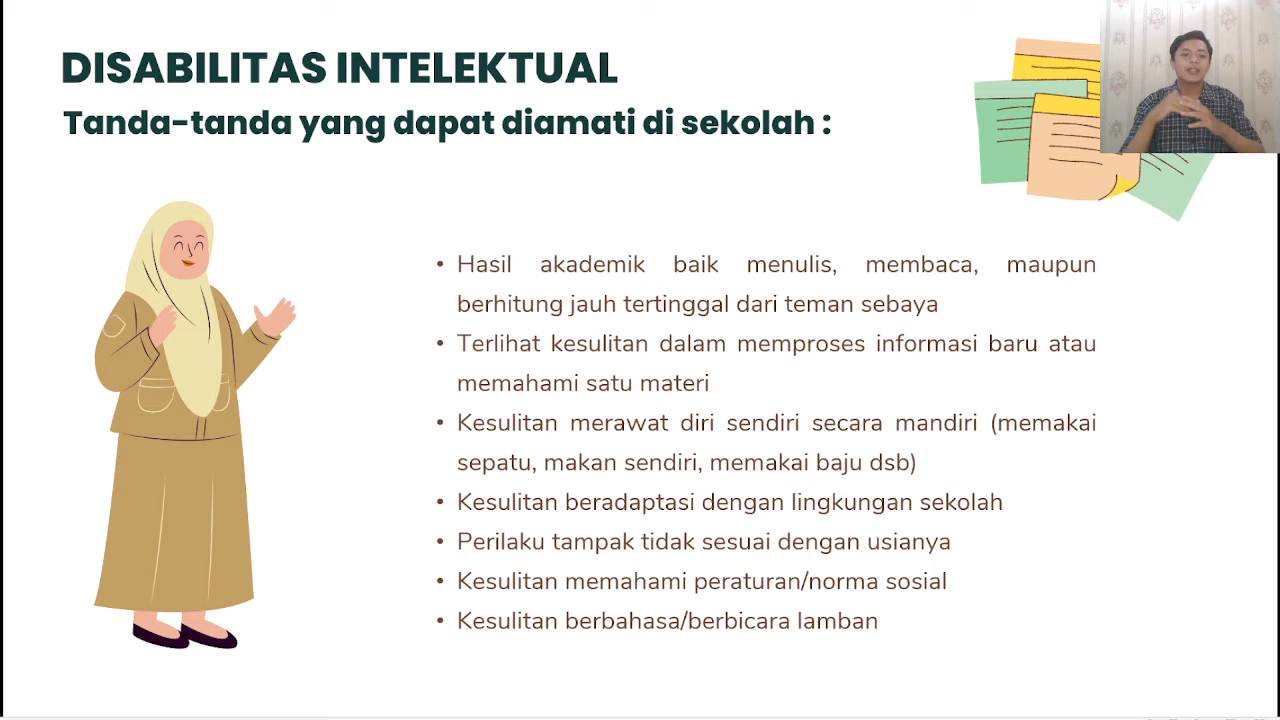 DISABILITAS INTELEKTUAL
Tanda-tanda yang dapat diamati di sekolah :
• Hasil akademik baik menulis, membaca, maupun
berhitung jauh tertinggal dari teman sebaya
• Terlihat kesulitan dalam memproses informasi baru atau
memahami satu materi
• Kesulitan merawat diri sendiri secara mandiri (memakai
sepatu, makan sendiri, memakai baju dsb)
• Kesulitan beradaptasi dengan lingkungan sekolah
• Perilaku tampak tidak sesuai dengan usianya
• Kesulitan memahami peraturan/norma sosial
• Kesulitan berbahasa/berbicara lamban